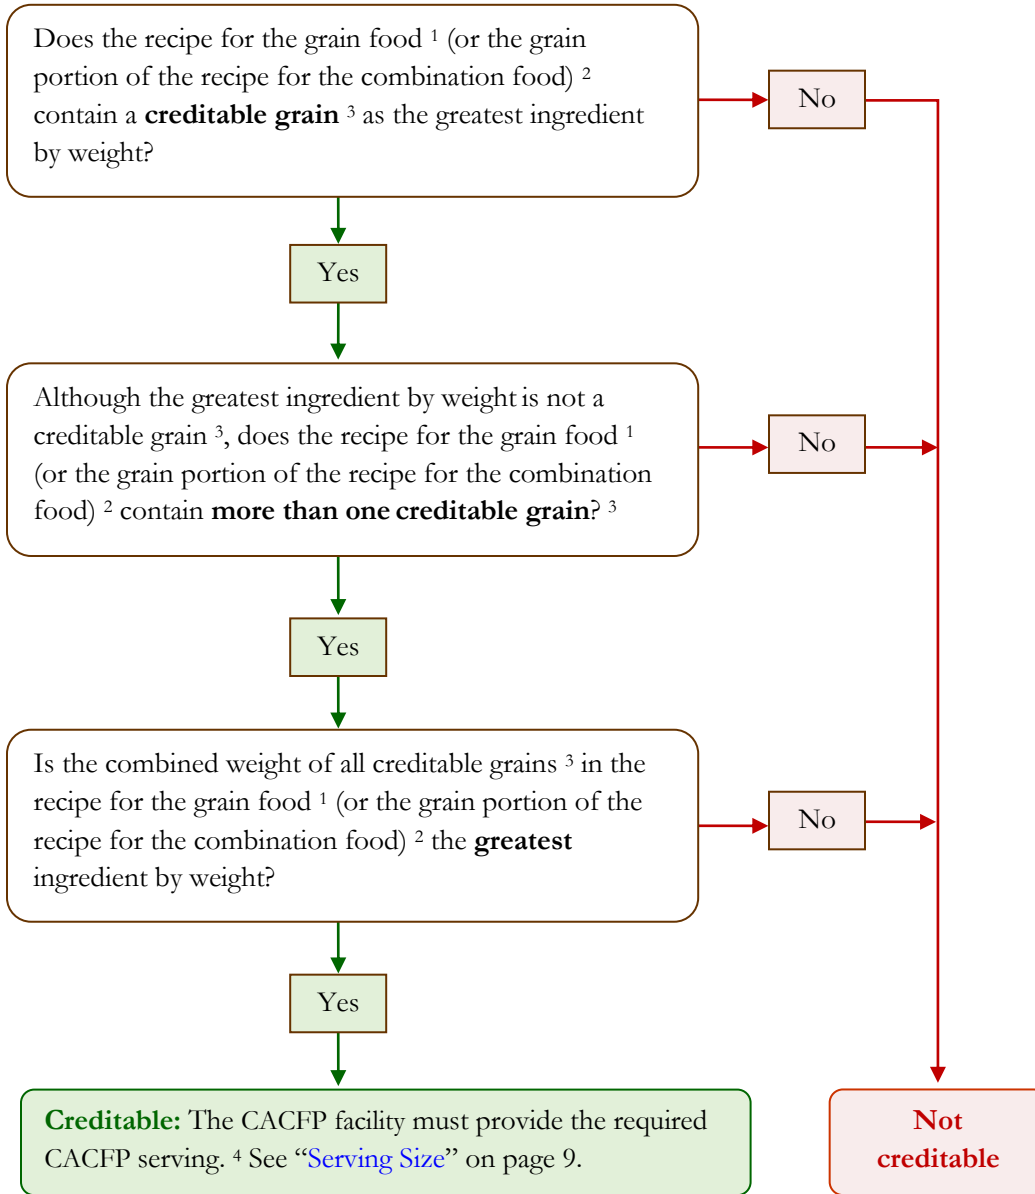 Does the recipe for the grain food ¹ (or the grain
portion of the recipe for the combination food) ²
contain a creditable grain ³ as the greatest ingredient
by weight?
No
Yes
Although the greatest ingredient by weight is not a
creditable grain ³, does the recipe for the grain food ¹
(or the grain portion of the recipe for the combination
food) ² contain more than one creditable grain? ³
No
Yes
Is the combined weight of all creditable grains ³ in the
recipe for the grain food ¹ (or the grain portion of the
recipe for the combination food) ² the greatest
ingredient by weight?
No
Yes
Creditable: The CACFP facility must provide the required
CACFP serving. ⁴ See “Serving Size” on page 9.
Not
creditable